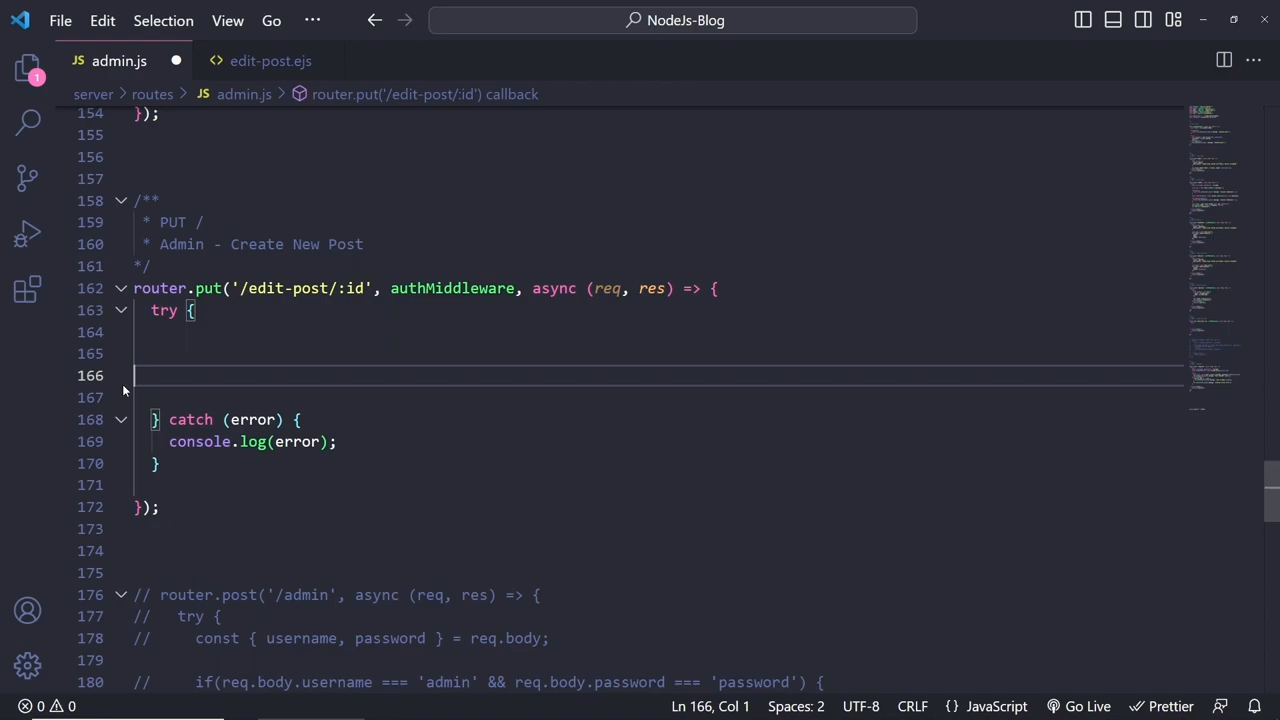 File Edit Selection View Go ··· NodeJs-Blog
JS admin.js edit-post.ejs
1
server > routes > JS admin.js > router.put('/edit-post/:id') callback
154 });
155
156
157
158 /**
159 * PUT /
160 * Admin - Create New Post
161 */
162 router.put('/edit-post/:id', authMiddleware, async (req, res) => {
163 try {
164
165
166
167
168 } catch (error) {
169 console.log(error);
170 }
171
172 });
173
174
175
176 // router.post('/admin', async (req, res) => {
177 // try {
178 // const { username, password } = req.body;
179 //
180 // if(req.body.username === 'admin' && req.body.password === 'password') {
0 0 Ln 166, Col 1 Spaces: 2 UTF-8 CRLF {} JavaScript Go Live Prettier